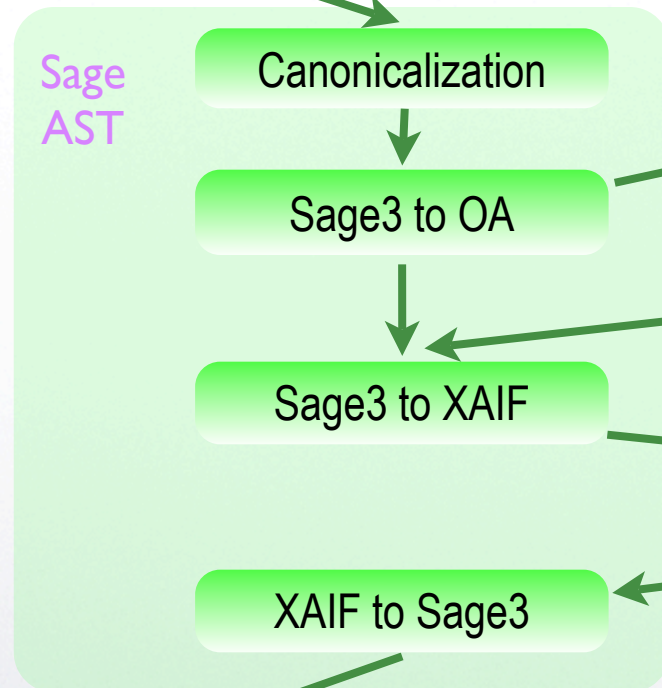 Sage
AST
Canonicalization
Sage3 to OA
Sage3 to XAIF
XAIF to Sage3